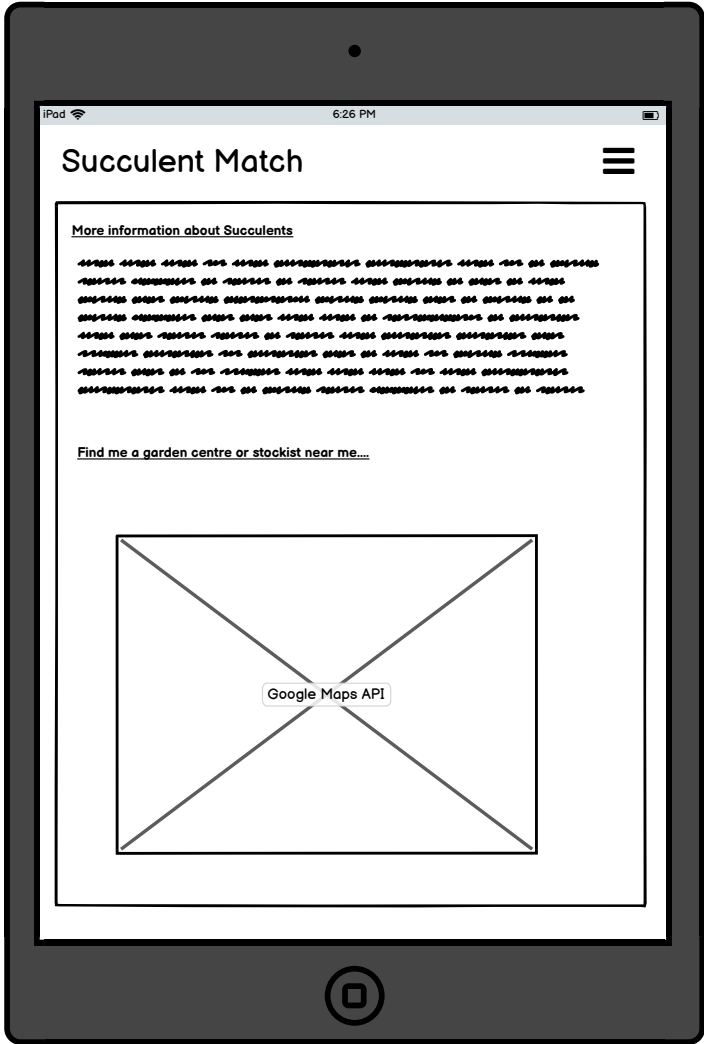 iPad
6:26 PM
Succulent Match
More information about Succulents
Find me a garden centre or stockist near me....
Google Maps API